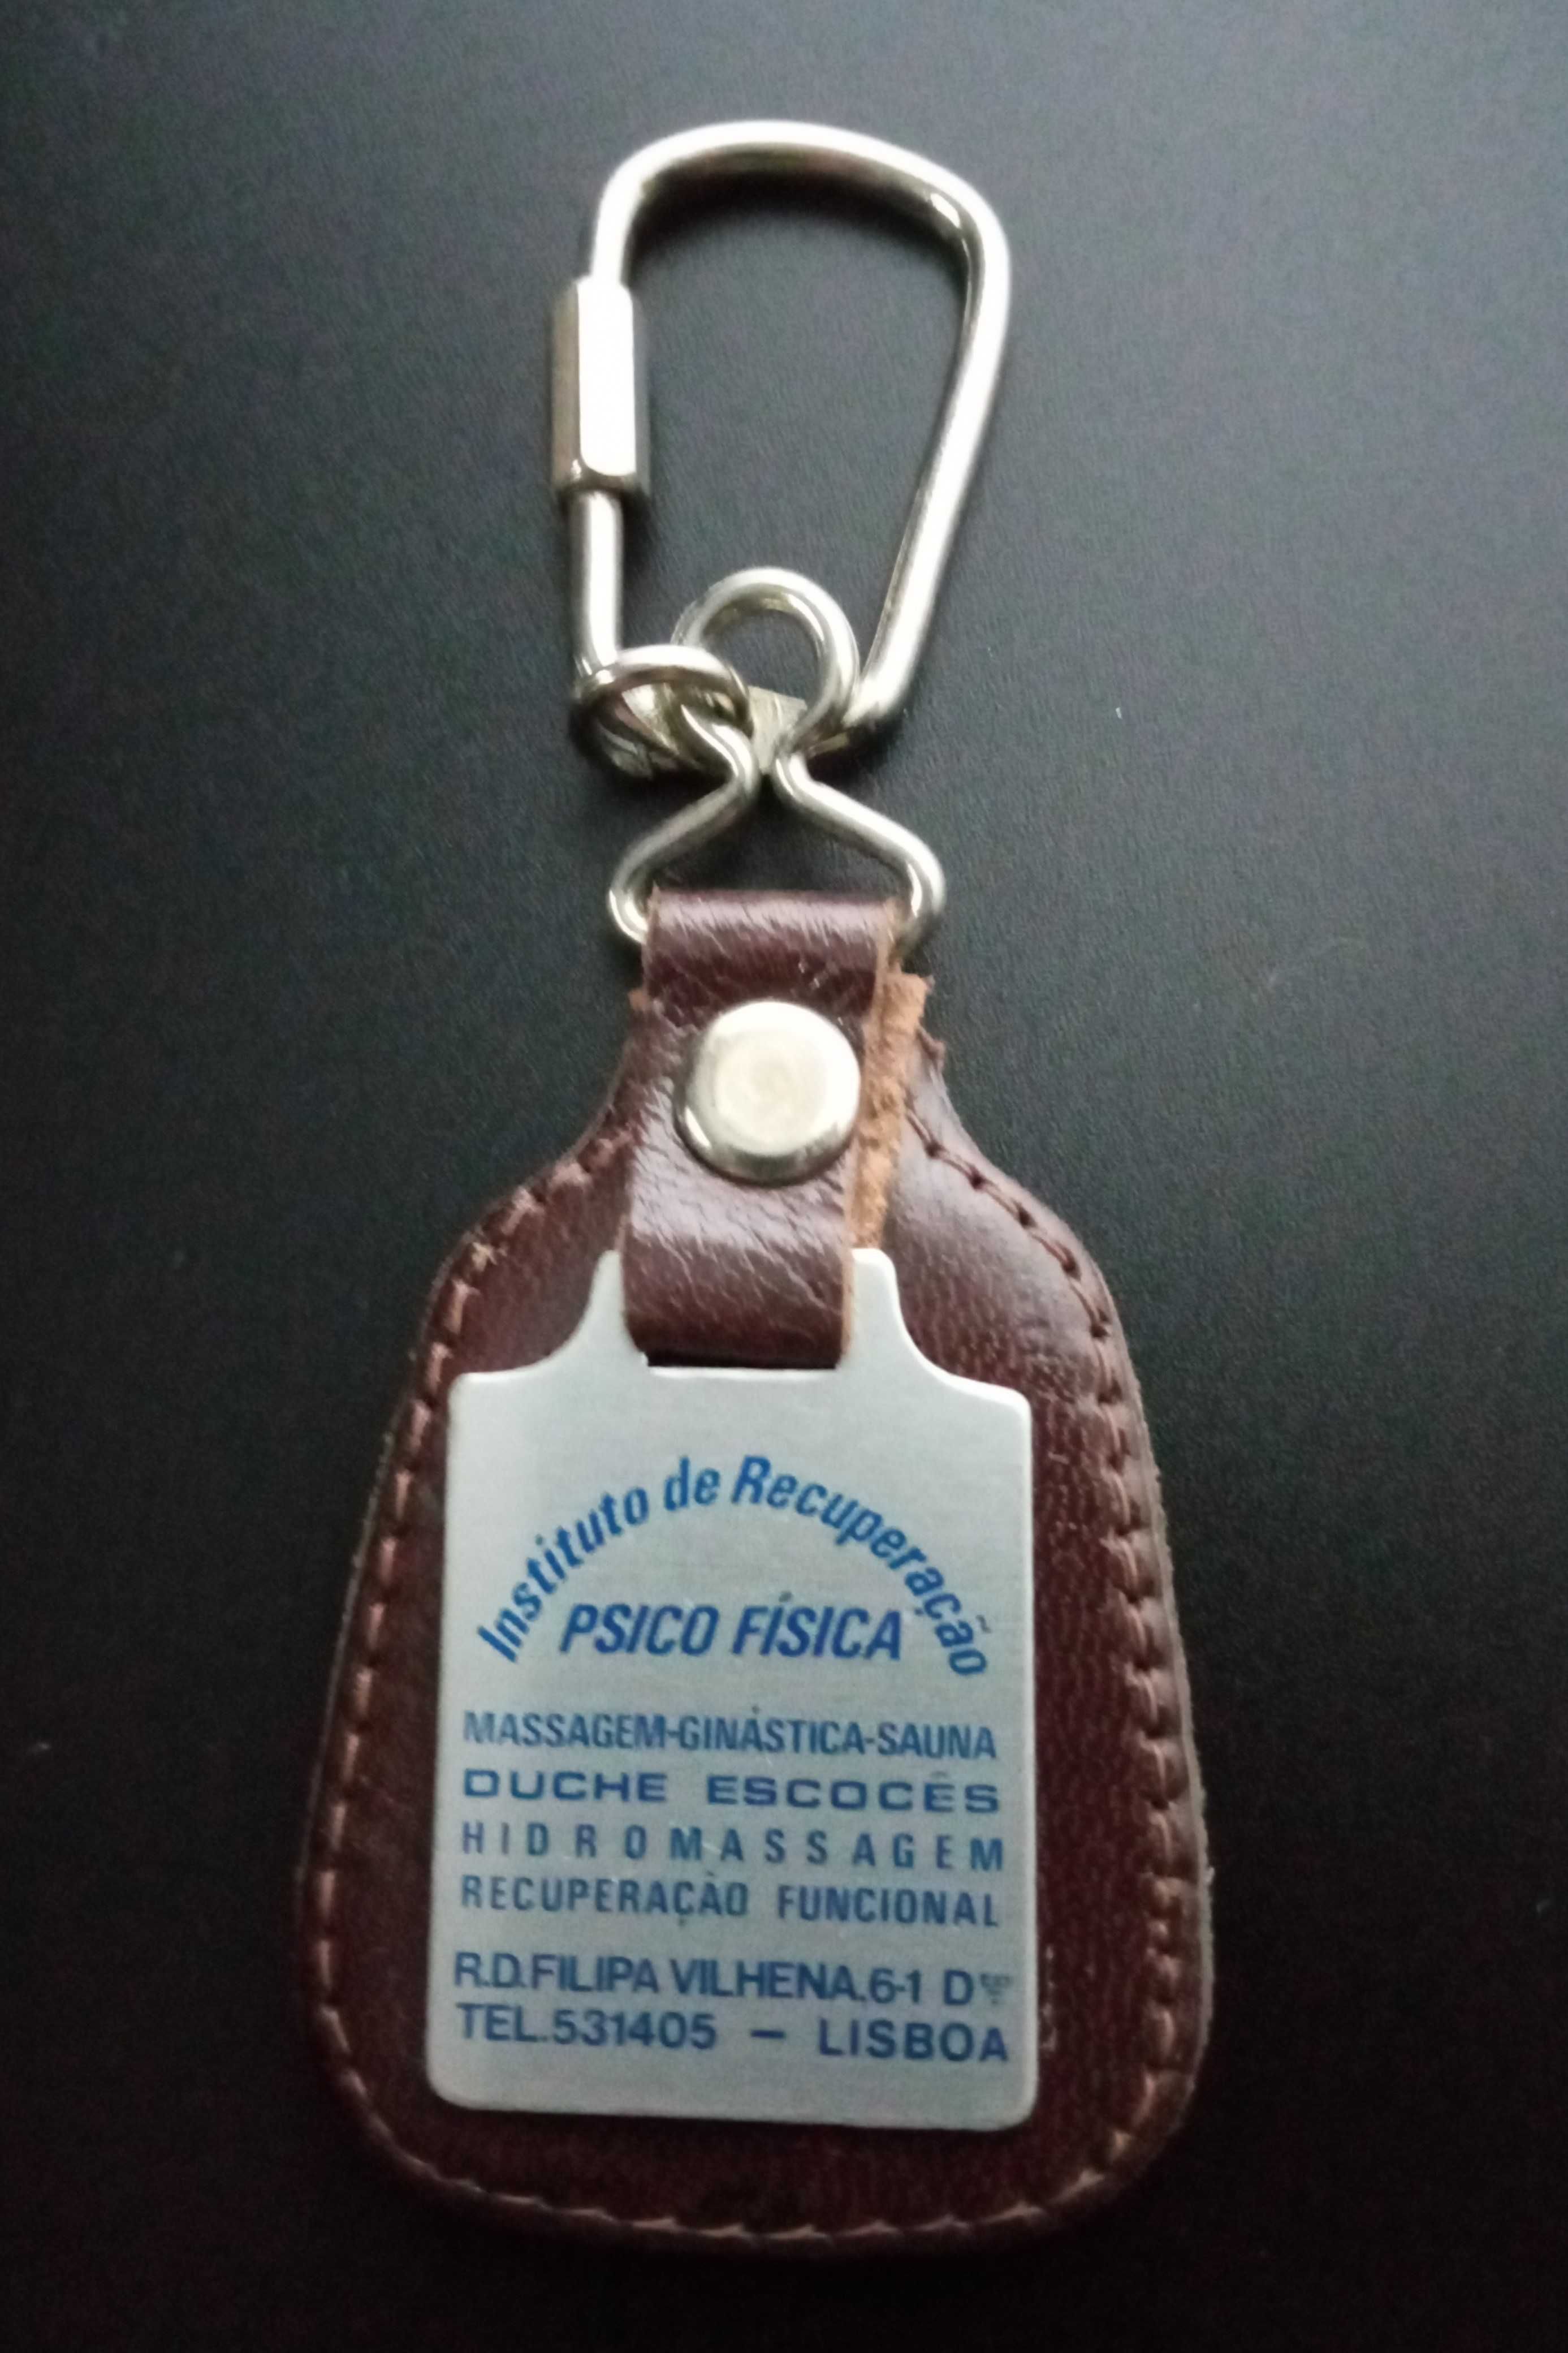 Instituto de Recuperação
PSICO FÍSICA
MASSAGEM-GINÁSTICA-SAUNA
DUCHE ESCOCÊS
HIDROMASSAGEM
RECUPERAÇÃO FUNCIONAL
R.D.FILIPA VILHENA.6-1 D
TEL.531405 – LISBOA